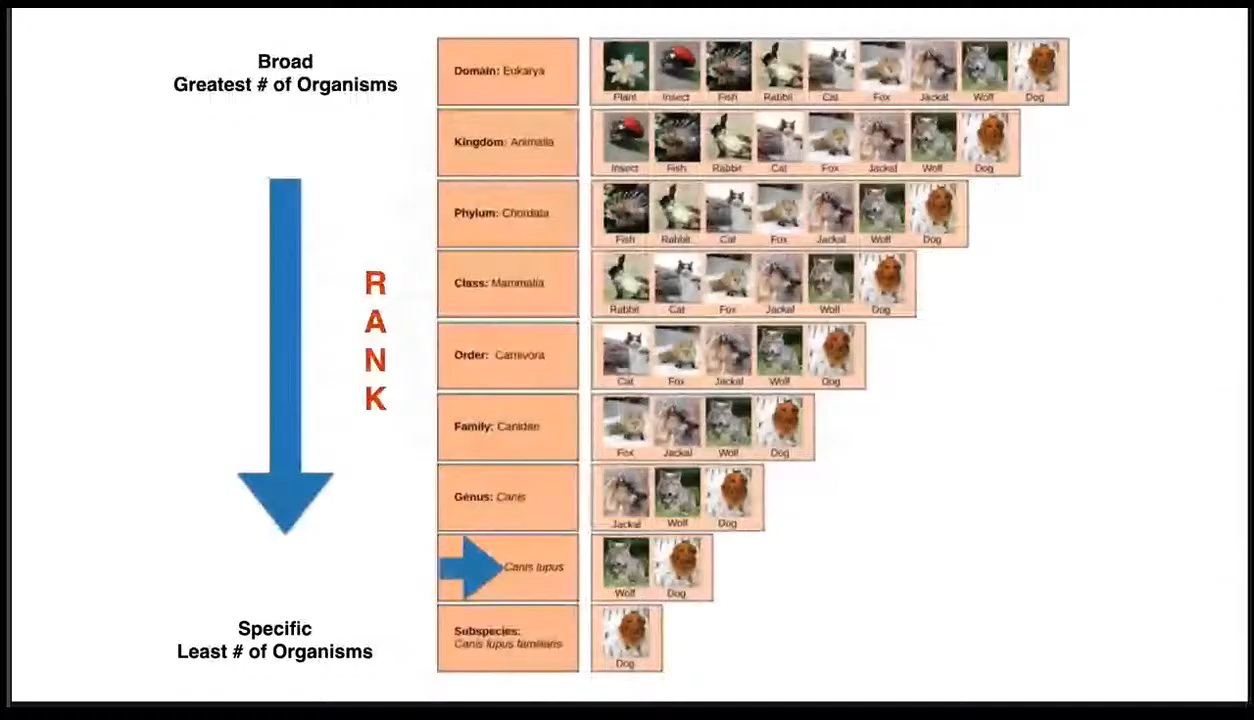 Broad
Greatest # of Organisms
R
A
N
K
Specific
Least # of Organisms
Domain: Eukarya
Plant Insect Fish Rabbit Cat Fox Jackal Wolf Dog
Kingdom: Animalia
Insect Fish Rabbit Cat Fox Jackal Wolf Dog
Phylum: Chordata
Fish Rabbit Cat Fox Jackal Wolf Dog
Class: Mammalia
Rabbit Cat Fox Jackal Wolf Dog
Order: Carnivora
Cat Fox Jackal Wolf Dog
Family: Canidae
Fox Jackal Wolf Dog
Genus: Canis
Jackal Wolf Dog
Canis lupus
Wolf Dog
Subspecies:
Canis lupus familiaris
Dog